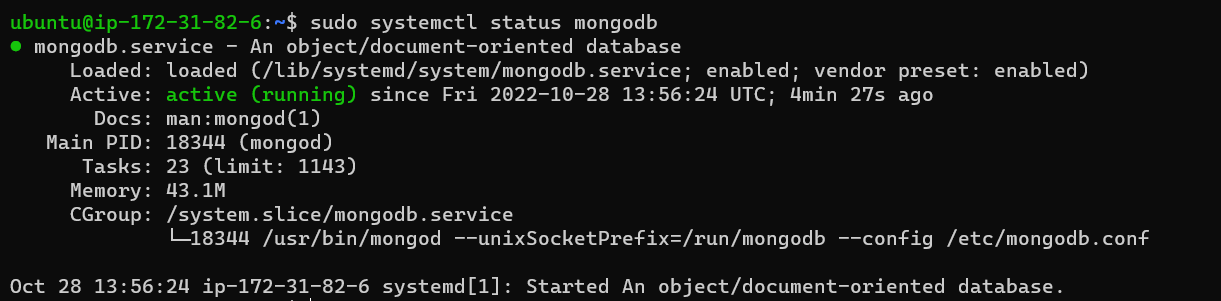 ubuntu@ip-172-31-82-6:~$ sudo systemctl status mongodb
● mongodb.service - An object/document-oriented database
     Loaded: loaded (/lib/systemd/system/mongodb.service; enabled; vendor preset: enabled)
     Active: active (running) since Fri 2022-10-28 13:56:24 UTC; 4min 27s ago
       Docs: man:mongod(1)
   Main PID: 18344 (mongod)
      Tasks: 23 (limit: 1143)
     Memory: 43.1M
     CGroup: /system.slice/mongodb.service
             └─18344 /usr/bin/mongod --unixSocketPrefix=/run/mongodb --config /etc/mongodb.conf

Oct 28 13:56:24 ip-172-31-82-6 systemd[1]: Started An object/document-oriented database.